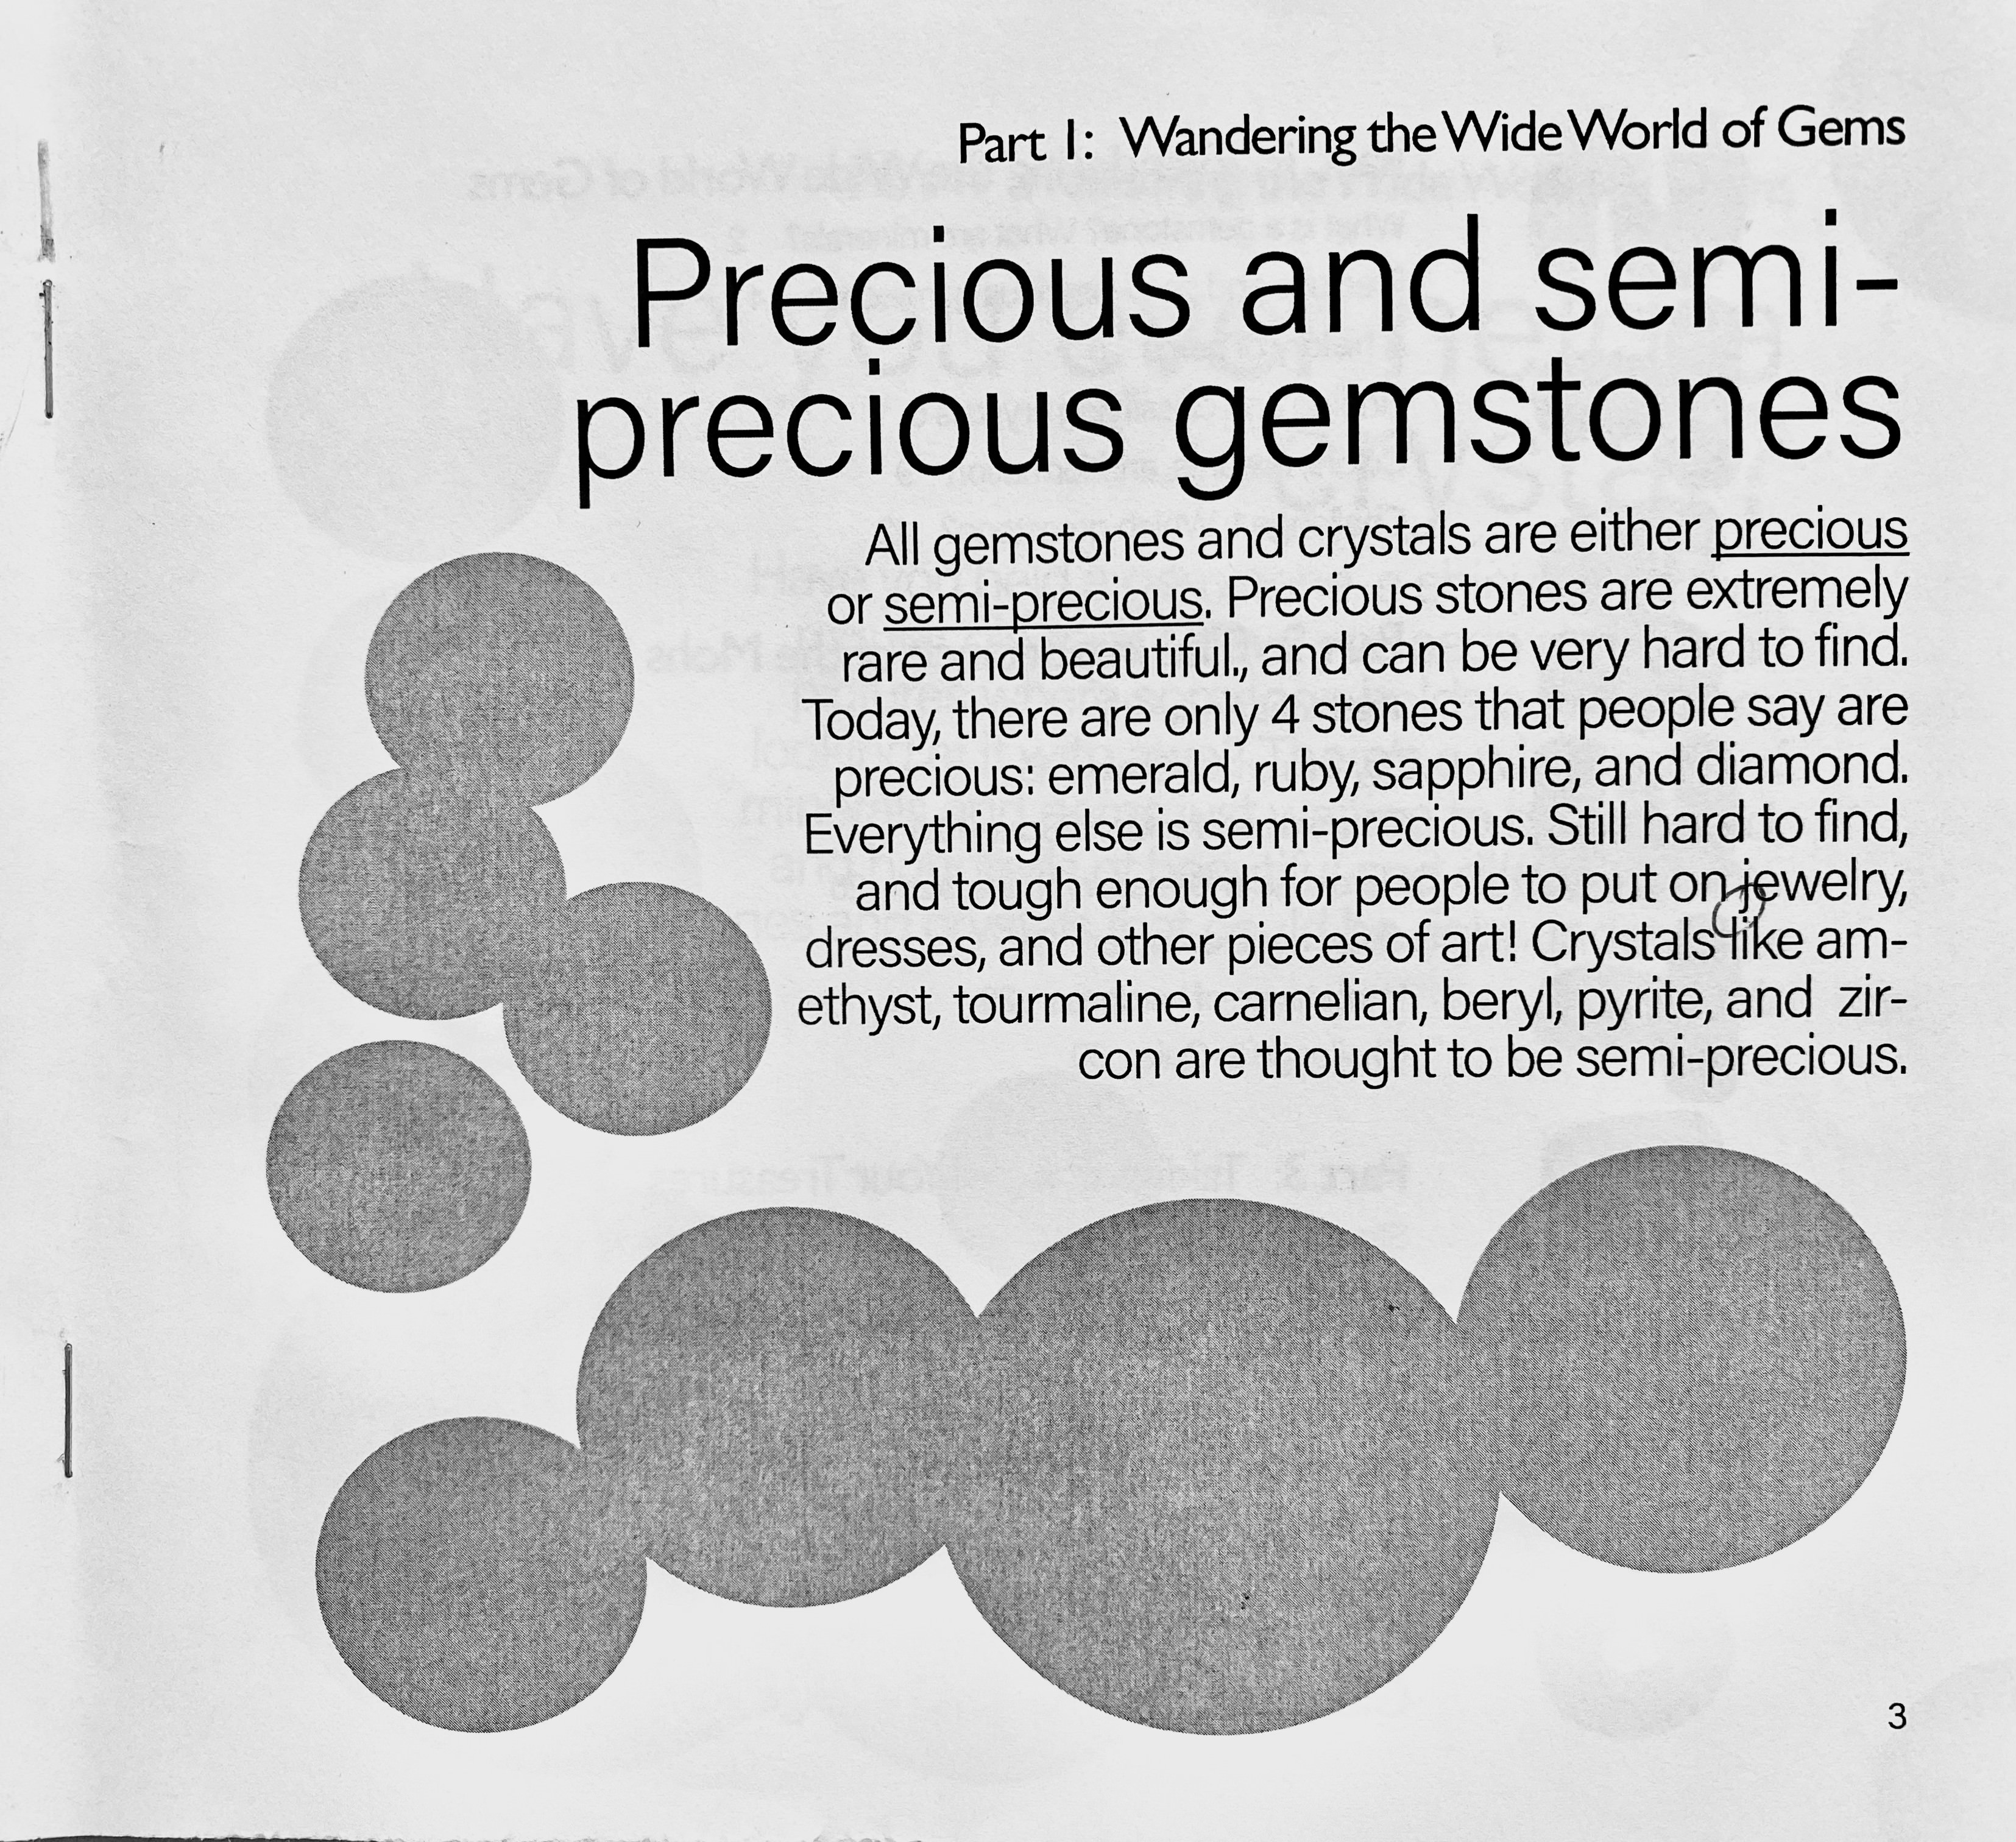 Part 1: Wandering the Wide World of Gems
Precious and semi-
precious gemstones
All gemstones and crystals are either precious
or semi-precious. Precious stones are extremely
rare and beautiful., and can be very hard to find.
Today, there are only 4 stones that people say are
precious: emerald, ruby, sapphire, and diamond.
Everything else is semi-precious. Still hard to find,
and tough enough for people to put on jewelry,
dresses, and other pieces of art! Crystals like am-
ethyst, tourmaline, carnelian, beryl, pyrite, and  zir-
con are thought to be semi-precious.
3